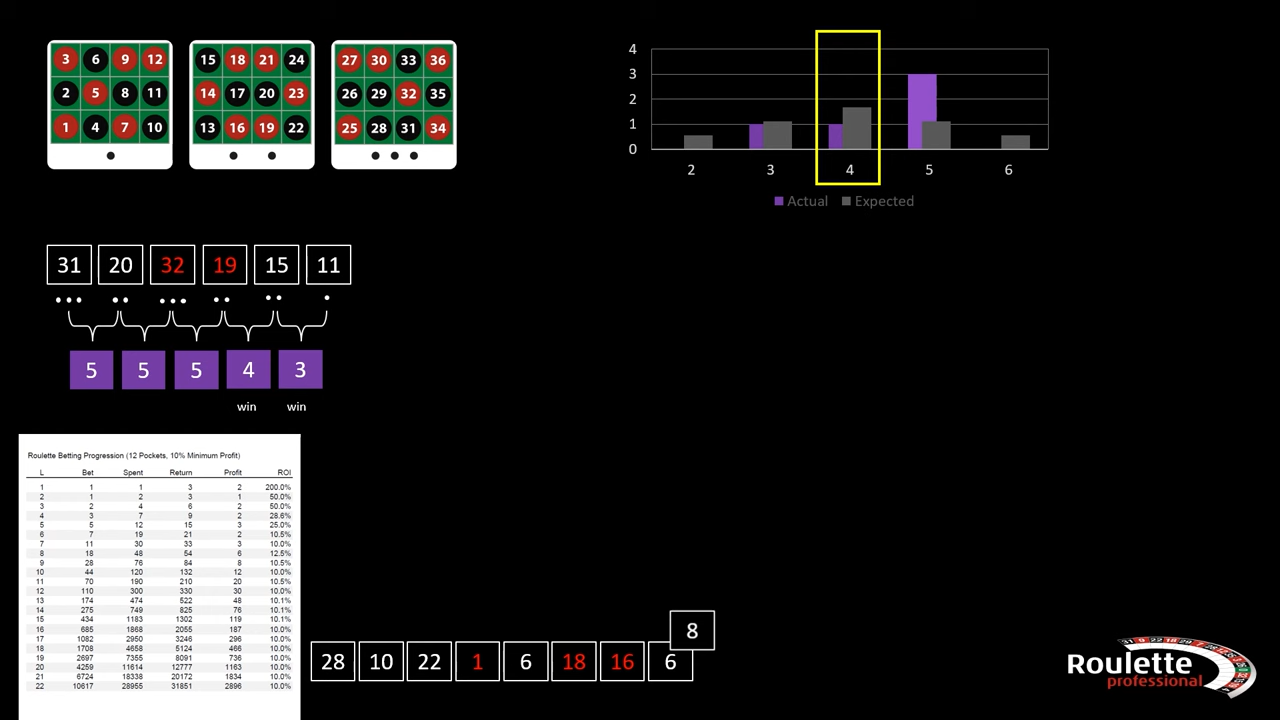 3 6 9 12 15 18 21 24 27 30 33 36
2 5 8 11 14 17 20 23 26 29 32 35
1 4 7 10 13 16 19 22 25 28 31 34
4
3
2
1
0
2 3 4 5 6
Actual Expected
31 20 32 19 15 11
5 5 5 4 3
win win
Roulette Betting Progression (12 Pockets, 10% Minimum Profit)
L Bet Spent Return Profit ROI
1 1 1 3 2 200.0%
2 1 2 3 1 50.0%
3 2 4 6 2 50.0%
4 3 7 9 2 28.6%
5 5 12 15 3 25.0%
6 7 19 21 2 10.5%
7 11 30 33 3 10.0%
8 18 48 54 6 12.5%
9 28 76 84 8 10.5%
10 44 120 132 12 10.0%
11 70 190 210 20 10.5%
12 110 300 330 30 10.0%
13 174 474 522 48 10.1%
14 275 749 825 76 10.1%
15 434 1183 1302 119 10.1%
16 685 1868 2055 187 10.0%
17 1082 2950 3246 296 10.0%
18 1708 4658 5124 466 10.0%
19 2697 7355 8091 736 10.0%
20 4259 11614 12777 1163 10.0%
21 6724 18338 20172 1834 10.0%
22 10617 28955 31851 2896 10.0%
8
28 10 22 1 6 18 16 6
Roulette
professional